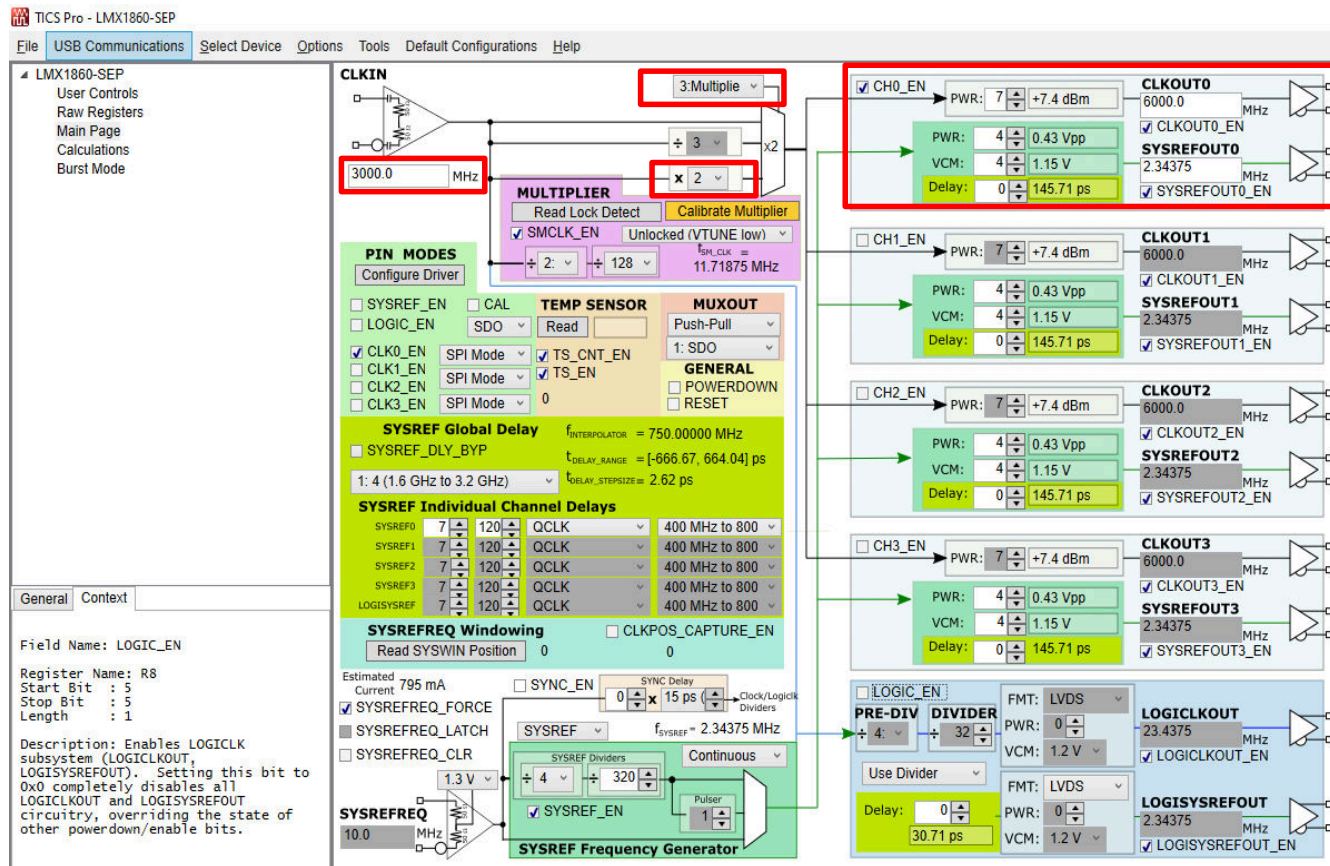 TICS Pro - LMX1860-SEP
File USB Communications Select Device Options Tools Default Configurations Help
LMX1860-SEP
User Controls
Raw Registers
Main Page
Calculations
Burst Mode
General Context
Field Name: LOGIC_EN
Register Name: R8
Start Bit : 5
Stop Bit : 5
Length : 1
Description: Enables LOGICLK
subsystem (LOGICLKOUT,
LOGISYSREFOUT). Setting this bit to
0x0 completely disables all
LOGICLKOUT and LOGISYSREFOUT
circuitry, overriding the state of
other powerdown/enable bits.
CLKIN
50 Ω
50 Ω
3000.0 MHz
3:Multiplie
÷ 3
x2
x 2
MULTIPLIER
Read Lock Detect Calibrate Multiplier
SMCLK_EN Unlocked (VTUNE low)
÷ 2: ÷ 128
tSM_CLK =
11.71875 MHz
PIN MODES
Configure Driver
SYSREF_EN CAL
LOGIC_EN SDO
CLK0_EN SPI Mode
CLK1_EN
CLK2_EN SPI Mode
CLK3_EN SPI Mode
TEMP SENSOR
Read
TS_CNT_EN
TS_EN
0
MUXOUT
Push-Pull
1: SDO
GENERAL
POWERDOWN
RESET
SYSREF Global Delay
SYSREF_DLY_BYP
1: 4 (1.6 GHz to 3.2 GHz)
fINTERPOLATOR = 750.00000 MHz
tDELAY_RANGE = [-666.67, 664.04] ps
tDELAY_STEPSIZE = 2.62 ps
SYSREF Individual Channel Delays
SYSREF0 7 120 QCLK 400 MHz to 800
SYSREF1 7 120 QCLK 400 MHz to 800
SYSREF2 7 120 QCLK 400 MHz to 800
SYSREF3 7 120 QCLK 400 MHz to 800
LOGISYSREF 7 120 QCLK 400 MHz to 800
SYSREFREQ Windowing CLKPOS_CAPTURE_EN
Read SYSWIN Position 0 0
Estimated
Current 795 mA
SYSREFREQ_FORCE
SYSREFREQ_LATCH
SYSREFREQ_CLR
SYNC_EN
SYNC Delay
0 x 15 ps (
Clock/Logiclk
Dividers
SYSREF
fSYSREF = 2.34375 MHz
1.3 V
SYSREFREQ
10.0 MHz
50 Ω
50 Ω
SYSREF Dividers
÷ 4 ÷ 320
SYSREF_EN
Continuous
Pulser
1
SYSREF Frequency Generator
CH0_EN PWR: 7 +7.4 dBm
CLKOUT0
6000.0 MHz
CLKOUT0_EN
PWR: 4 0.43 Vpp
VCM: 4 1.15 V
Delay: 0 145.71 ps
SYSREFOUT0
2.34375 MHz
SYSREFOUT0_EN
CH1_EN PWR: 7 +7.4 dBm
CLKOUT1
6000.0 MHz
CLKOUT1_EN
PWR: 4 0.43 Vpp
VCM: 4 1.15 V
Delay: 0 145.71 ps
SYSREFOUT1
2.34375 MHz
SYSREFOUT1_EN
CH2_EN PWR: 7 +7.4 dBm
CLKOUT2
6000.0 MHz
CLKOUT2_EN
PWR: 4 0.43 Vpp
VCM: 4 1.15 V
Delay: 0 145.71 ps
SYSREFOUT2
2.34375 MHz
SYSREFOUT2_EN
CH3_EN PWR: 7 +7.4 dBm
CLKOUT3
6000.0 MHz
CLKOUT3_EN
PWR: 4 0.43 Vpp
VCM: 4 1.15 V
Delay: 0 145.71 ps
SYSREFOUT3
2.34375 MHz
SYSREFOUT3_EN
LOGIC_EN
PRE-DIV DIVIDER
÷ 4: ÷ 32
Use Divider
Delay: 0
30.71 ps
FMT: LVDS
PWR: 0
VCM: 1.2 V
LOGICLKOUT
23.4375 MHz
LOGICLKOUT_EN
FMT: LVDS
PWR: 0
VCM: 1.2 V
LOGISYSREFOUT
2.34375 MHz
LOGISYSREFOUT_EN